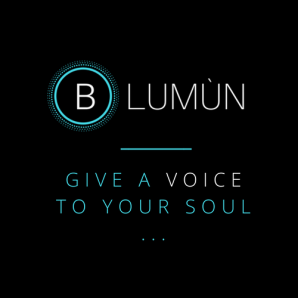 B LUMÙN
GIVE A VOICE
TO YOUR SOUL
...